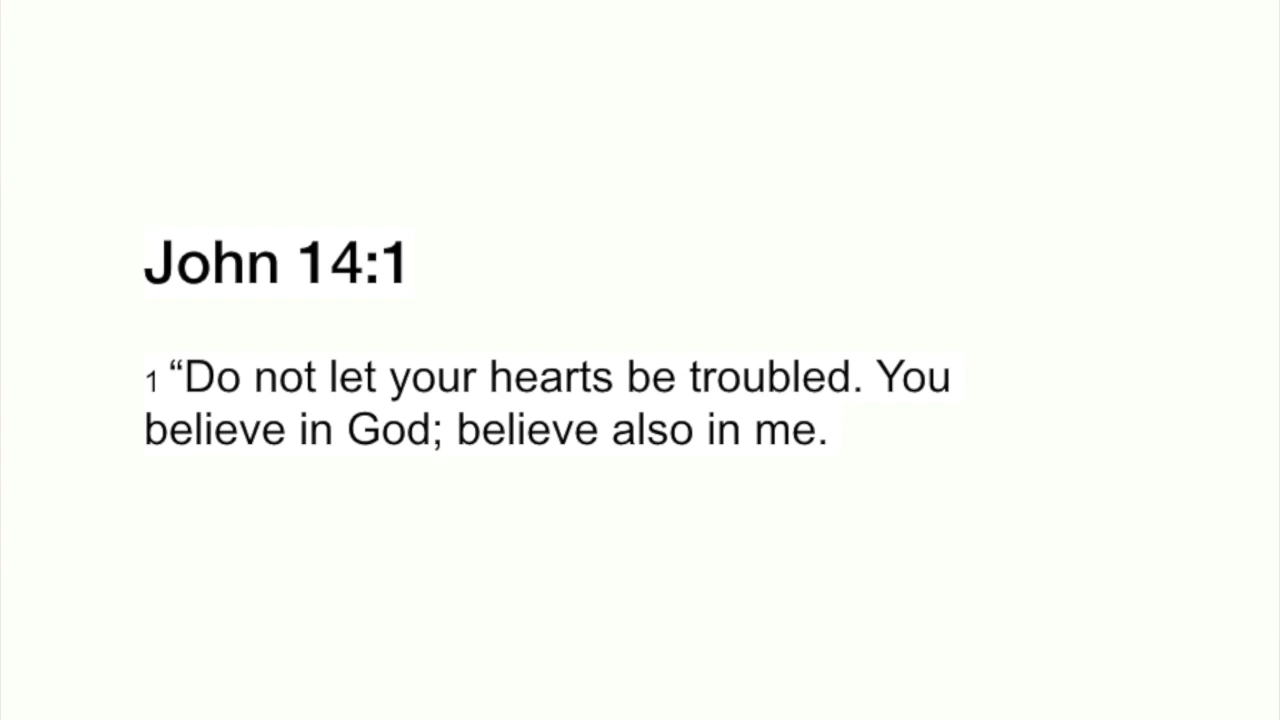 John 14:1
1 “Do not let your hearts be troubled. You
believe in God; believe also in me.